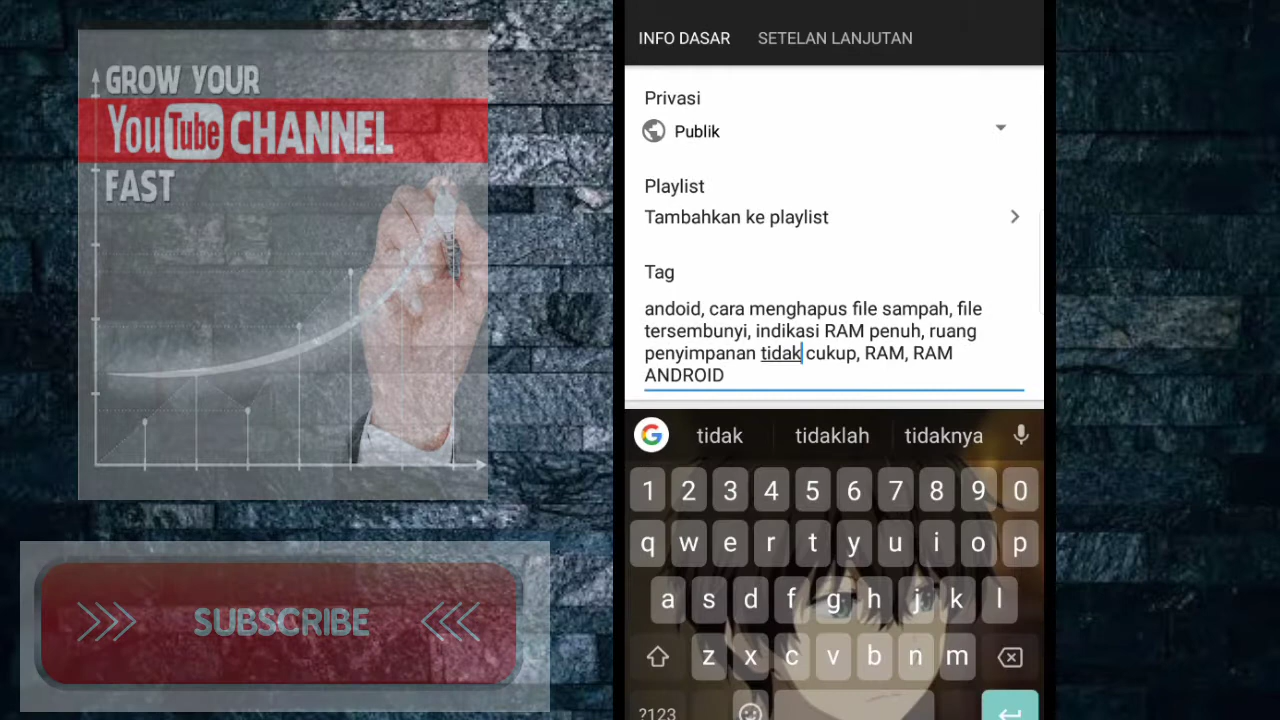 GROW YOUR
YouTube CHANNEL
FAST
SUBSCRIBE
INFO DASAR SETELAN LANJUTAN
Privasi
Publik
Playlist
Tambahkan ke playlist
Tag
andoid, cara menghapus file sampah, file
tersembunyi, indikasi RAM penuh, ruang
penyimpanan tidak cukup, RAM, RAM
ANDROID
G tidak tidaklah tidaknya
1 2 3 4 5 6 7 8 9 0
q w e r t y u i o p
a s d f g h j k l
z x c v b n m
?123